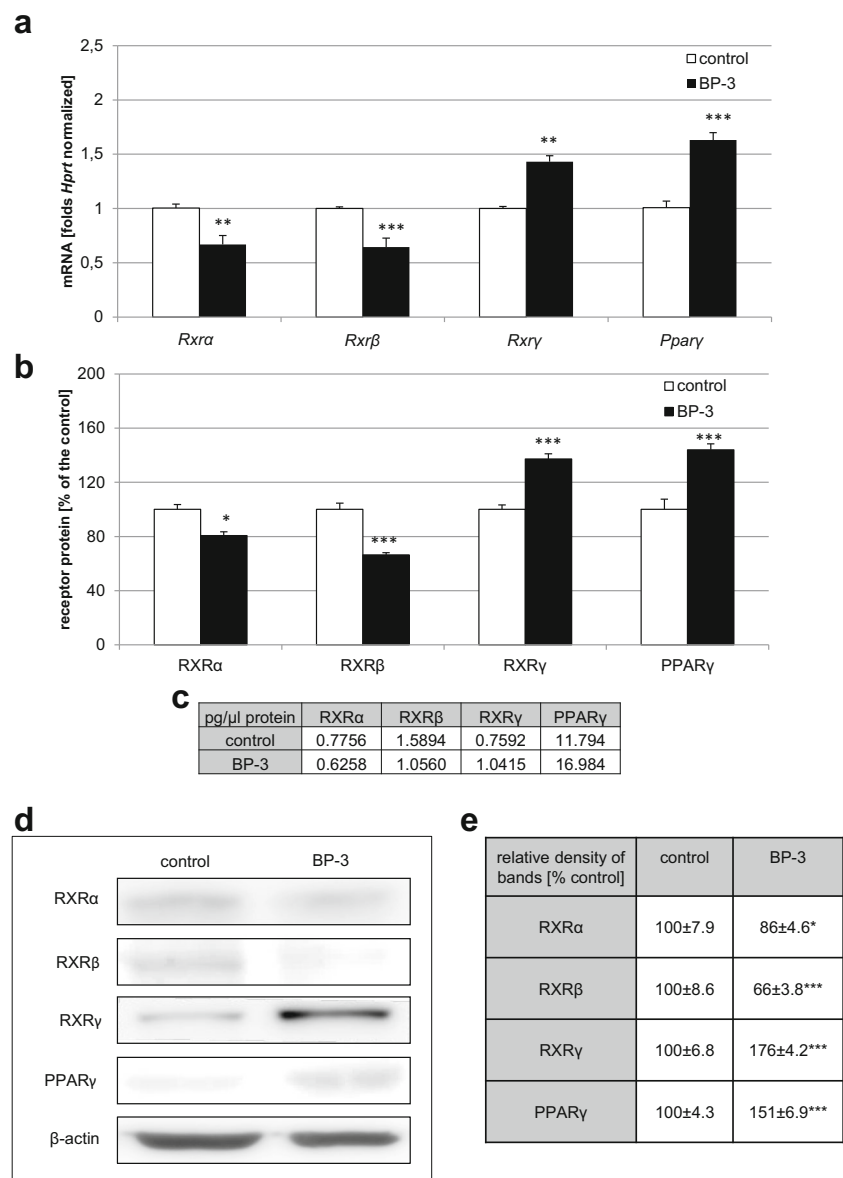 a
2,5
2
1,5
1
0,5
0
mRNA [folds Hprt normalized]
control
BP-3
** *** ** ***
Rxrα Rxrβ Rxrγ Pparγ
b
200
160
120
80
40
0
receptor protein [% of the control]
control
BP-3
* *** *** ***
RXRα RXRβ RXRγ PPARγ
c
pg/µl protein RXRα RXRβ RXRγ PPARγ
control 0.7756 1.5894 0.7592 11.794
BP-3 0.6258 1.0560 1.0415 16.984
d
control BP-3
RXRα
RXRβ
RXRγ
PPARγ
β-actin
e
relative density of
bands [% control] control BP-3
RXRα 100±7.9 86±4.6*
RXRβ 100±8.6 66±3.8***
RXRγ 100±6.8 176±4.2***
PPARγ 100±4.3 151±6.9***